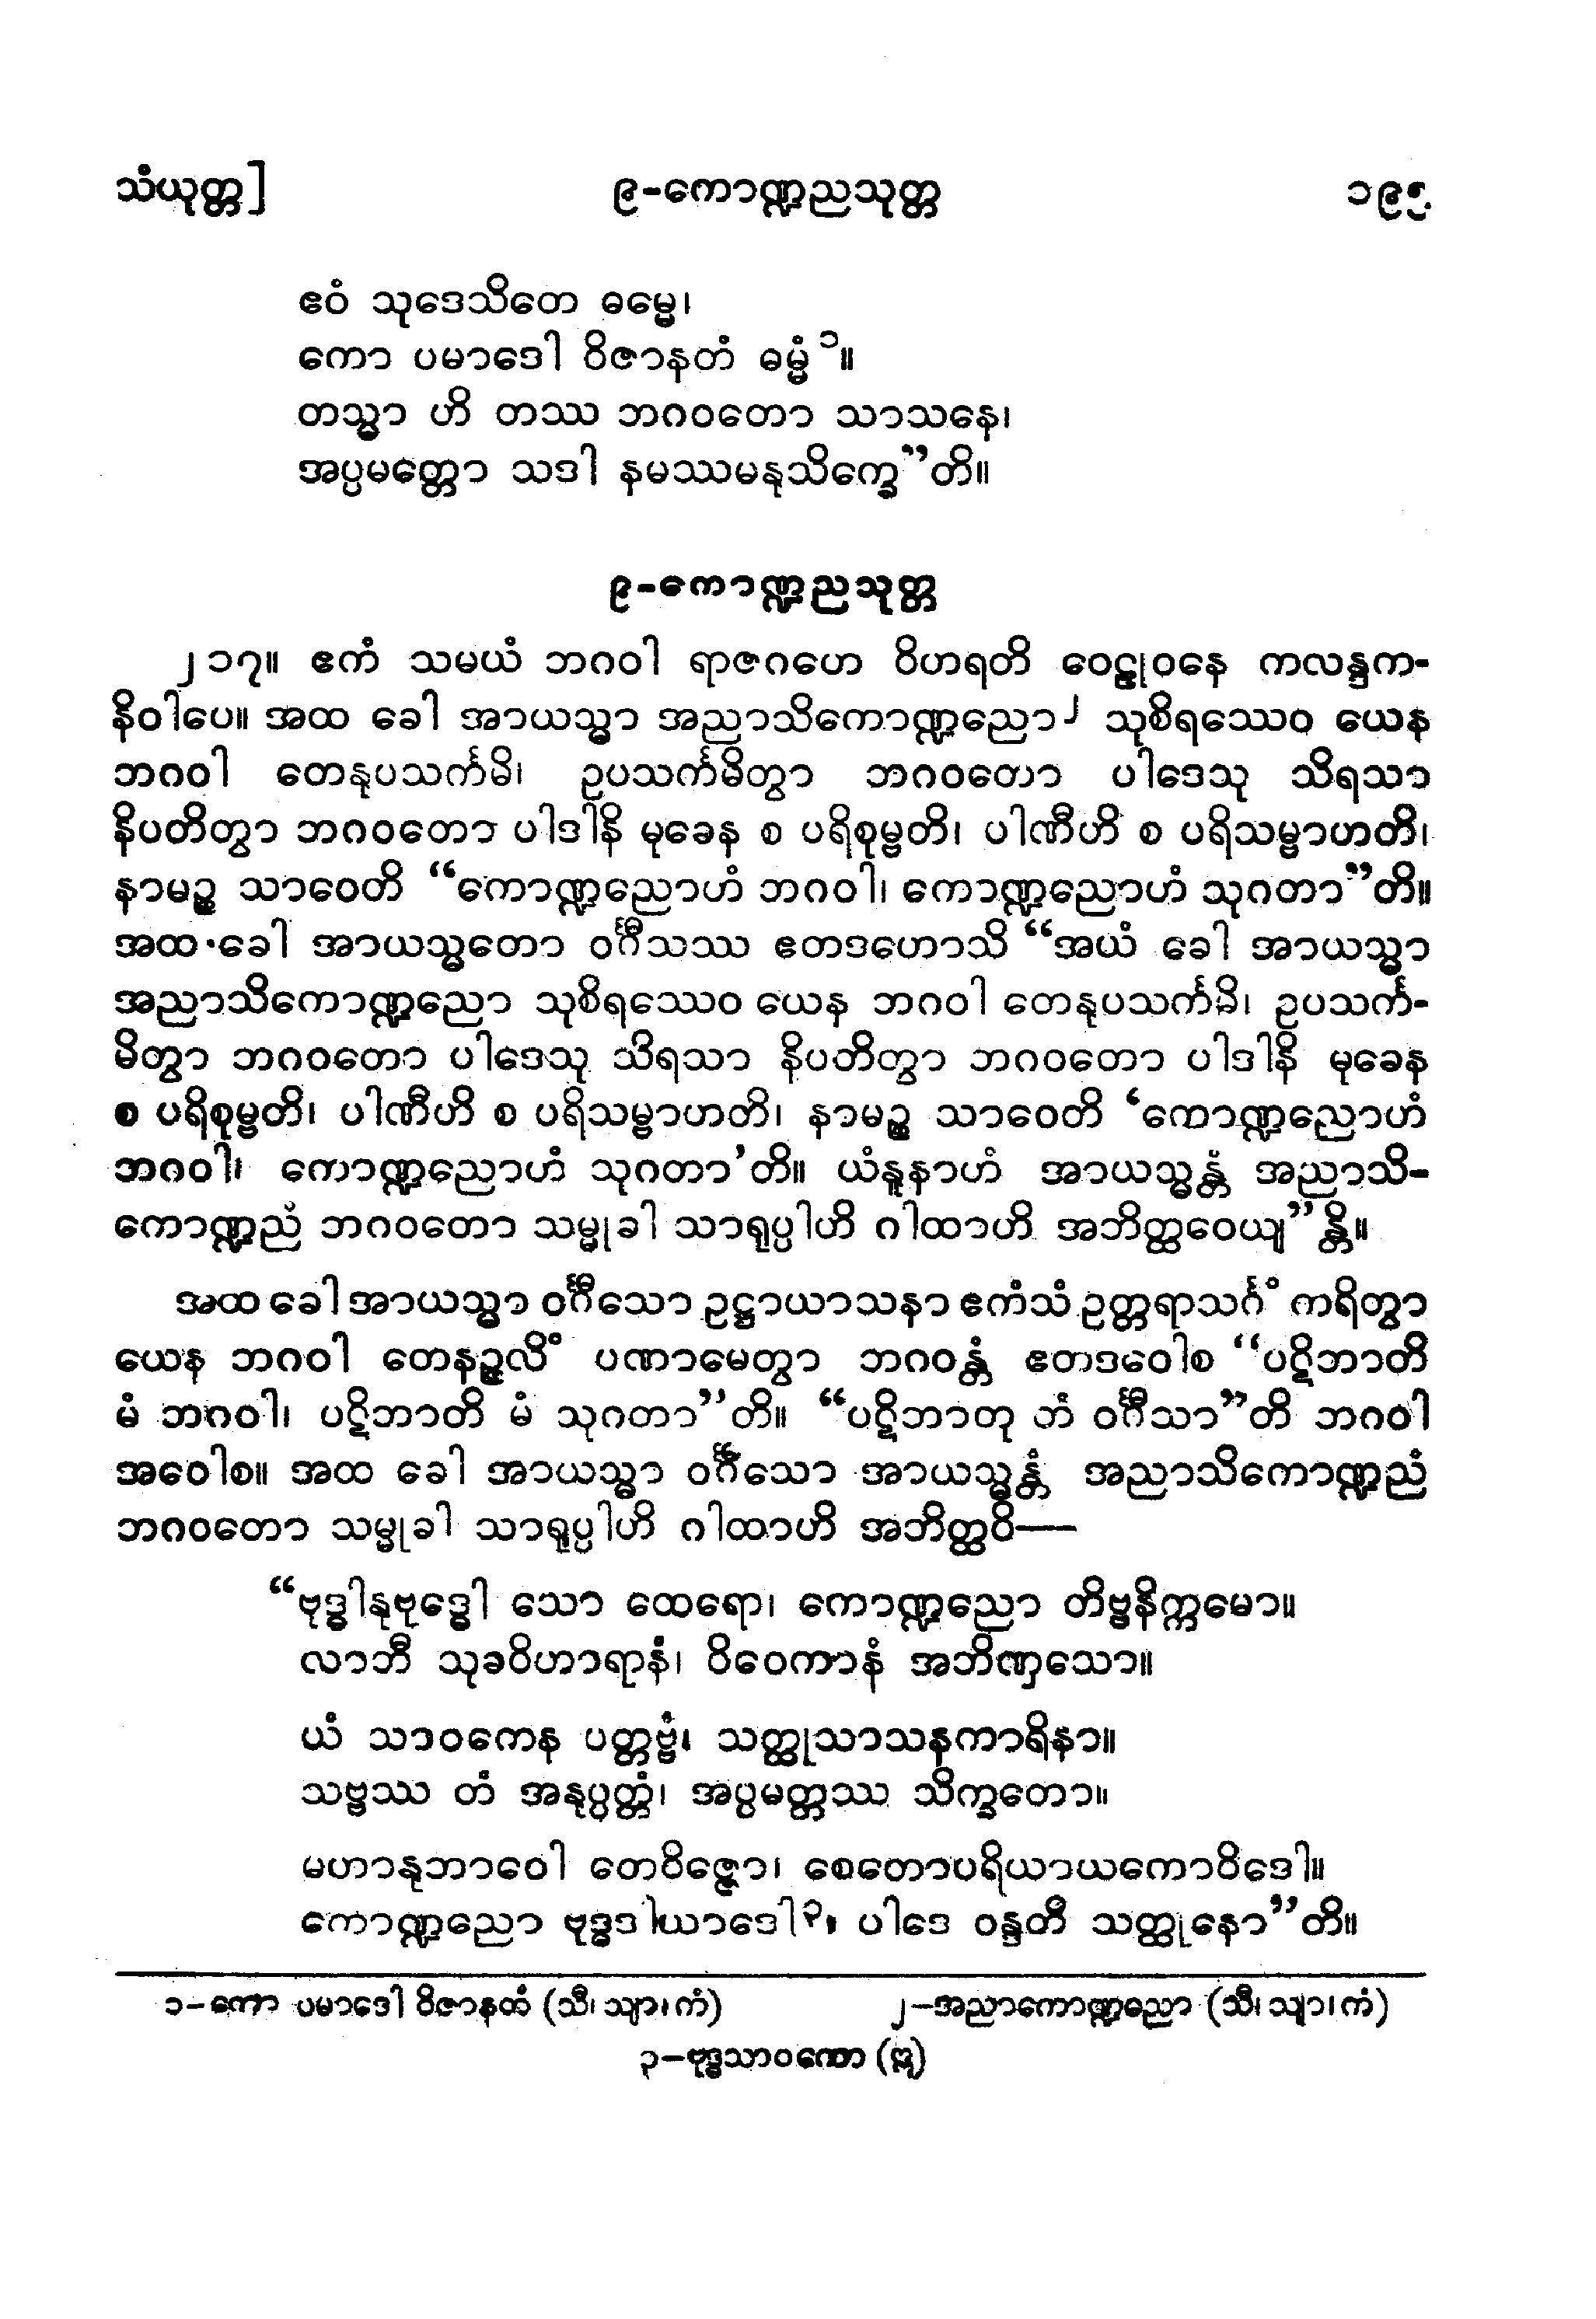 သံယုတ္တ] ၉-ကောဏ္ဍညသုတ္တ ၁၉၅
ဧဝံ သုဒေသိတေ ဓမ္မေ၊
ကော ပမာဒေါ ဝိဇာနတံ ဓမ္မံ ၁။
တသ္မာ ဟိ တဿ ဘဂဝတော သာသနေ၊
အပ္ပမတ္တော သဒါ နမဿမနုသိက္ခေ”တိ။
၉-ကောဏ္ဍညသုတ္တ
၂၁၇။ ဧကံ သမယံ ဘဂဝါ ရာဇဂဟေ ဝိဟရတိ ဝေဠုဝနေ ကလန္ဒက-
နိဝါပေ။ အထ ခေါ အာယသ္မာ အညာသိကောဏ္ဍညော၂ သုစိရဿေဝ ယေန
ဘဂဝါ တေနုပသင်္ကမိ၊ ဥပသင်္ကမိတွာ ဘဂဝတော ပါဒေသု သိရသာ
နိပတိတွာ ဘဂဝတော ပါဒါနိ မုခေန စ ပရိစုမ္ဗတိ၊ ပါဏီဟိ စ ပရိသမ္ဗာဟတိ၊
နာမဉ္စ သာဝေတိ “ကောဏ္ဍညောဟံ ဘဂဝါ၊ ကောဏ္ဍညောဟံ သုဂတာ”တိ။
အထ ခေါ အာယသ္မတော ဝင်္ဂီသဿ ဧတဒဟောသိ “အယံ ခေါ အာယသ္မာ
အညာသိကောဏ္ဍညော သုစိရဿေဝ ယေန ဘဂဝါ တေနုပသင်္ကမိ၊ ဥပသင်္က-
မိတွာ ဘဂဝတော ပါဒေသု သိရသာ နိပတိတွာ ဘဂဝတော ပါဒါနိ မုခေန
စ ပရိစုမ္ဗတိ၊ ပါဏီဟိ စ ပရိသမ္ဗာဟတိ၊ နာမဉ္စ သာဝေတိ ‘ကောဏ္ဍညောဟံ
ဘဂဝါ၊ ကောဏ္ဍညောဟံ သုဂတာ’တိ။ ယံနူနာဟံ အာယသ္မန္တံ အညာသိ-
ကောဏ္ဍညံ ဘဂဝတော သမ္မုခါ သာရုပ္ပါဟိ ဂါထာဟိ အဘိတ္ထဝေယျ”န္တိ။
အထ ခေါ အာယသ္မာ ဝင်္ဂီသော ဥဋ္ဌာယာသနာ ဧကံသံ ဥတ္တရာသင်္ဂံ ကရိတွာ
ယေန ဘဂဝါ တေနဉ္ဇလိံ ပဏာမေတွာ ဘဂဝန္တံ ဧတဒဝေါစ “ပဋိဘာတိ
မံ ဘဂဝါ၊ ပဋိဘာတိ မံ သုဂတာ”တိ။ “ပဋိဘာတု တံ ဝင်္ဂီသာ”တိ ဘဂဝါ
အဝေါစ။ အထ ခေါ အာယသ္မာ ဝင်္ဂီသော အာယသ္မန္တံ အညာသိကောဏ္ဍညံ
ဘဂဝတော သမ္မုခါ သာရုပ္ပါဟိ ဂါထာဟိ အဘိတ္ထဝိ—
“ဗုဒ္ဓါနုဗုဒ္ဓေါ သော ထေရော၊ ကောဏ္ဍညော တိဗ္ဗနိက္ကမော။
လာဘီ သုခဝိဟာရာနံ၊ ဝိဝေကာနံ အဘိဏှသော။
ယံ သာဝကေန ပတ္တဗ္ဗံ၊ သတ္ထုသာသနကာရိနာ။
သဗ္ဗဿ တံ အနုပ္ပတ္တံ၊ အပ္ပမတ္တဿ သိက္ခတော။
မဟာနုဘာဝေါ တေဝိဇ္ဇော၊ စေတောပရိယာယကောဝိဒေါ။
ကောဏ္ဍညော ဗုဒ္ဓဒါယာဒေါ၃၊ ပါဒေ ဝန္ဒတိ သတ္ထုနော”တိ။
၁-ကော ပမာဒေါ ဝိဇာနတံ (သီ၊ သျာ၊ ကံ) ၂-အညာကောဏ္ဍညော (သီ၊ သျာ၊ ကံ)
၃-ဗုဒ္ဓသာဝကော (ဣ)